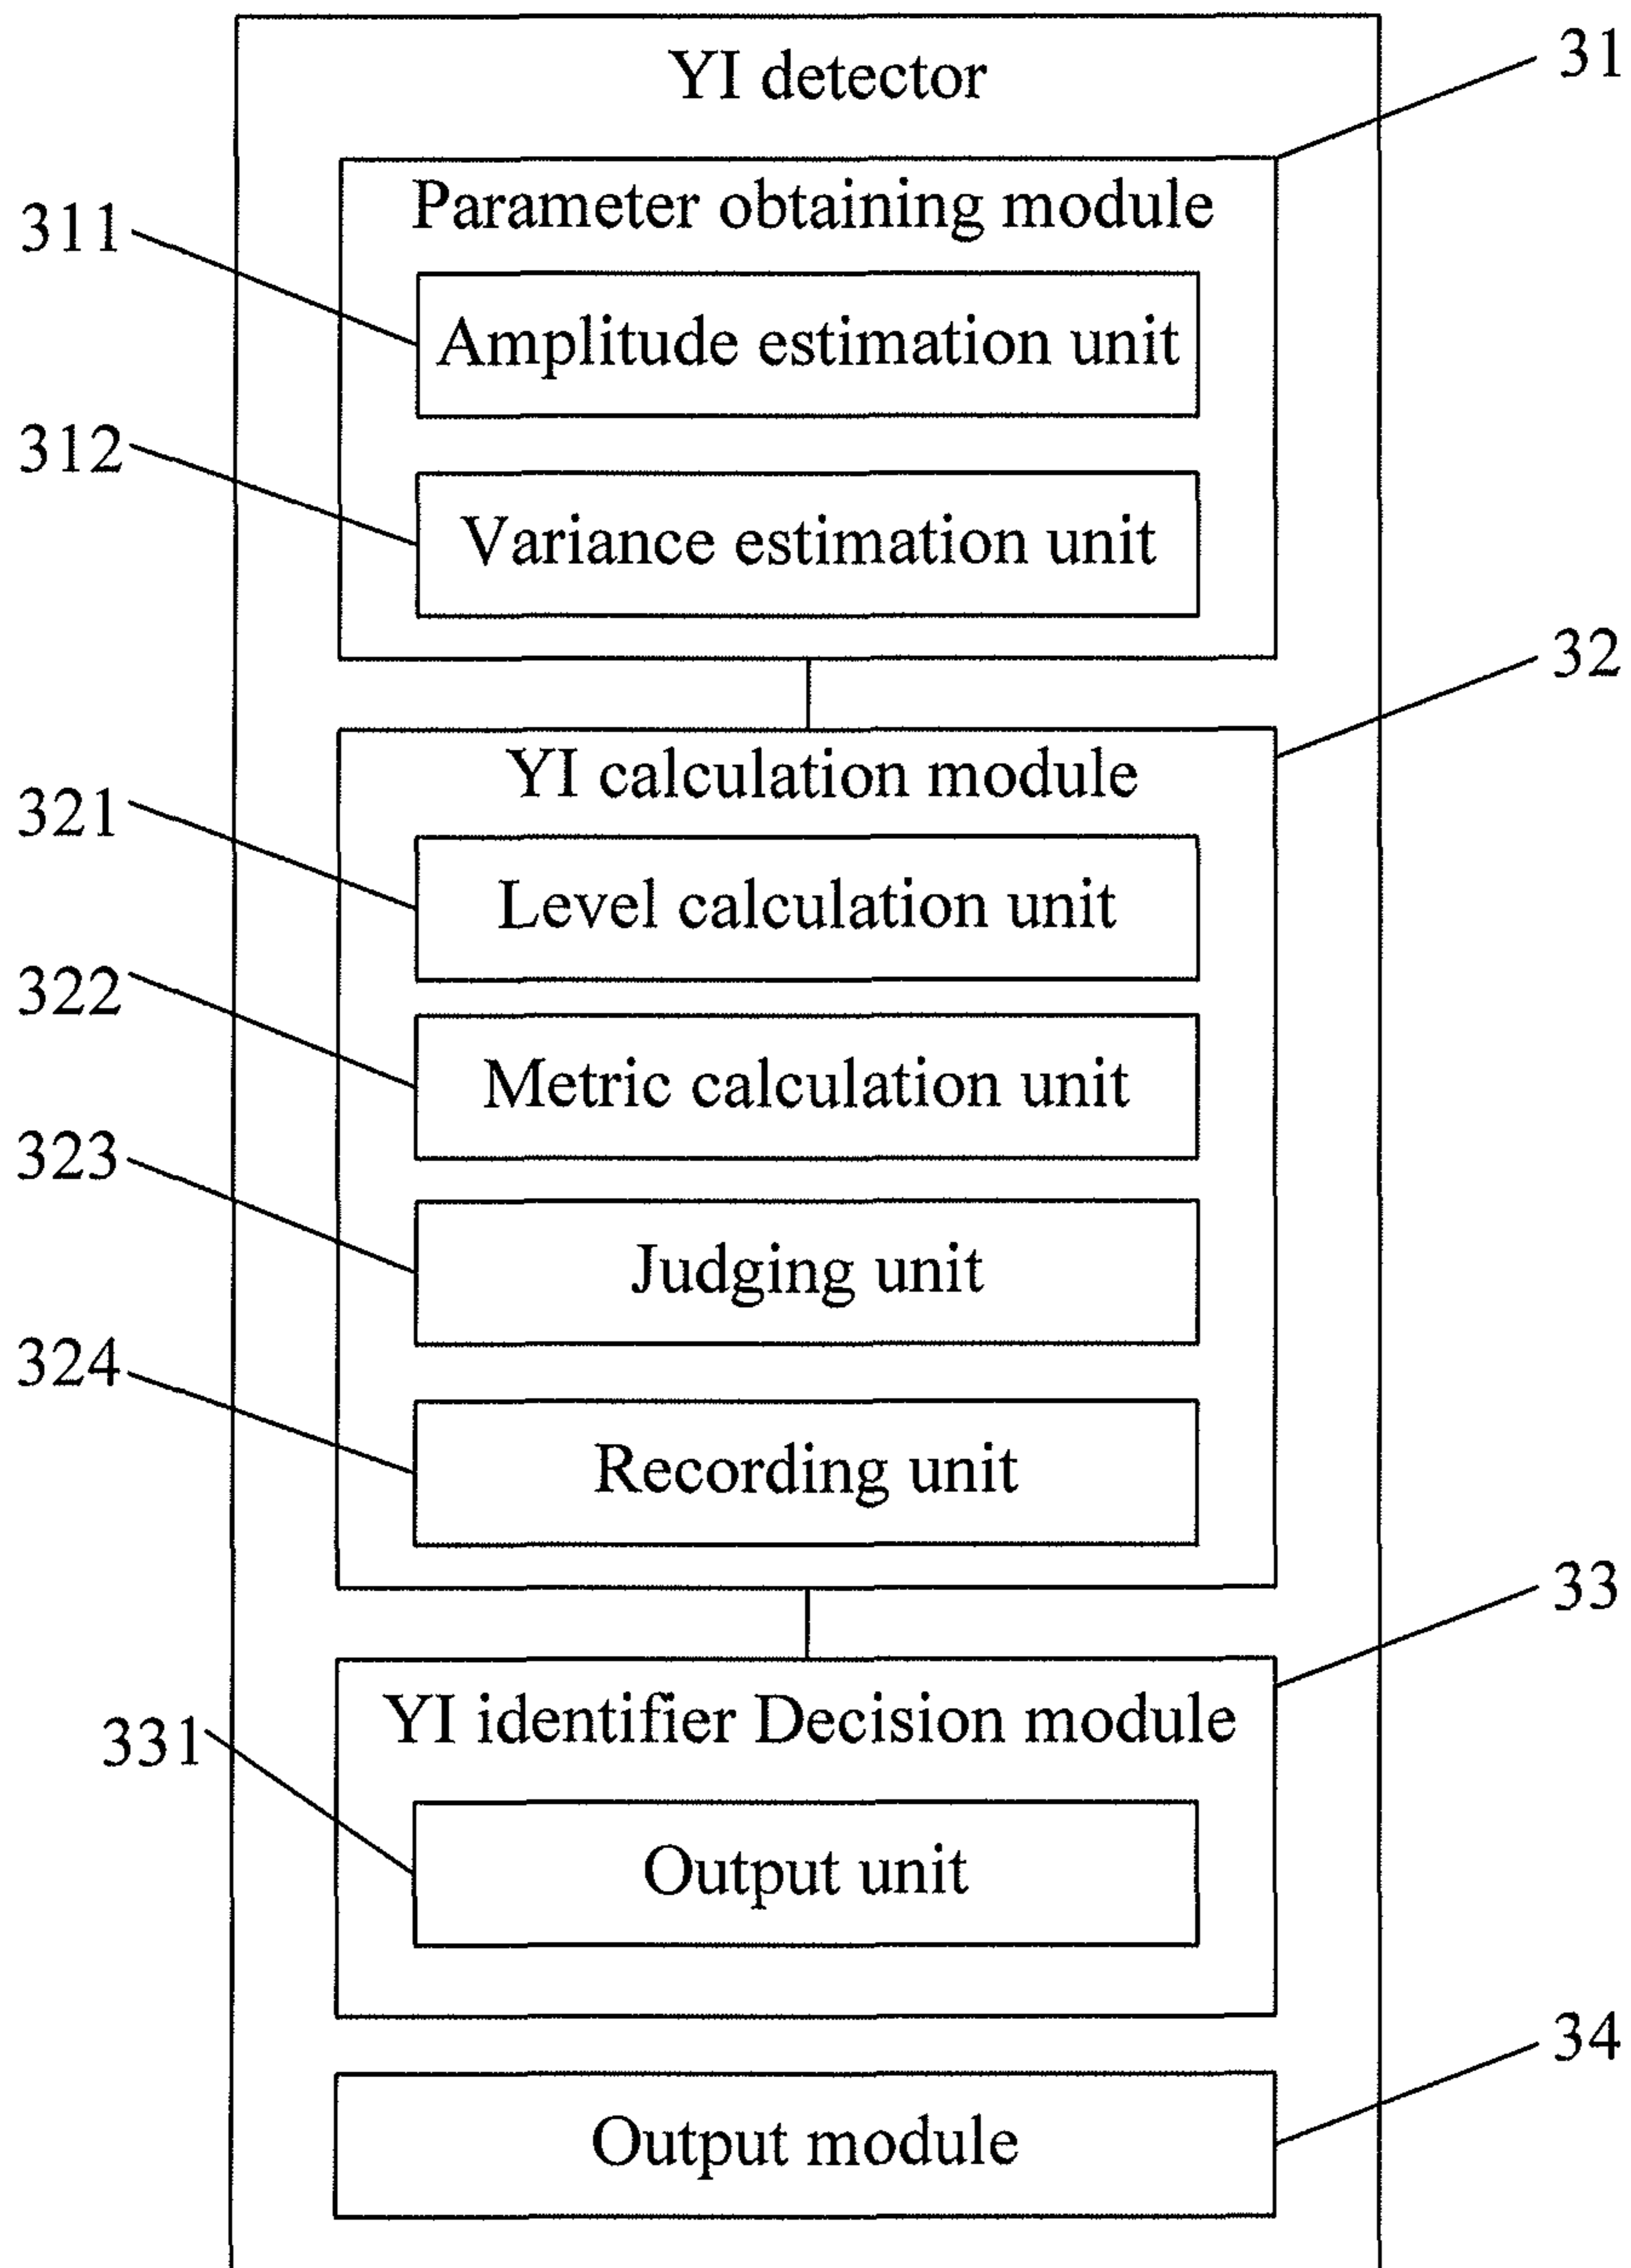 YI detector
31
Parameter obtaining module
311
Amplitude estimation unit
312
Variance estimation unit
32
YI calculation module
321
Level calculation unit
322
Metric calculation unit
323
Judging unit
324
Recording unit
33
YI identifier Decision module
331
Output unit
34
Output module